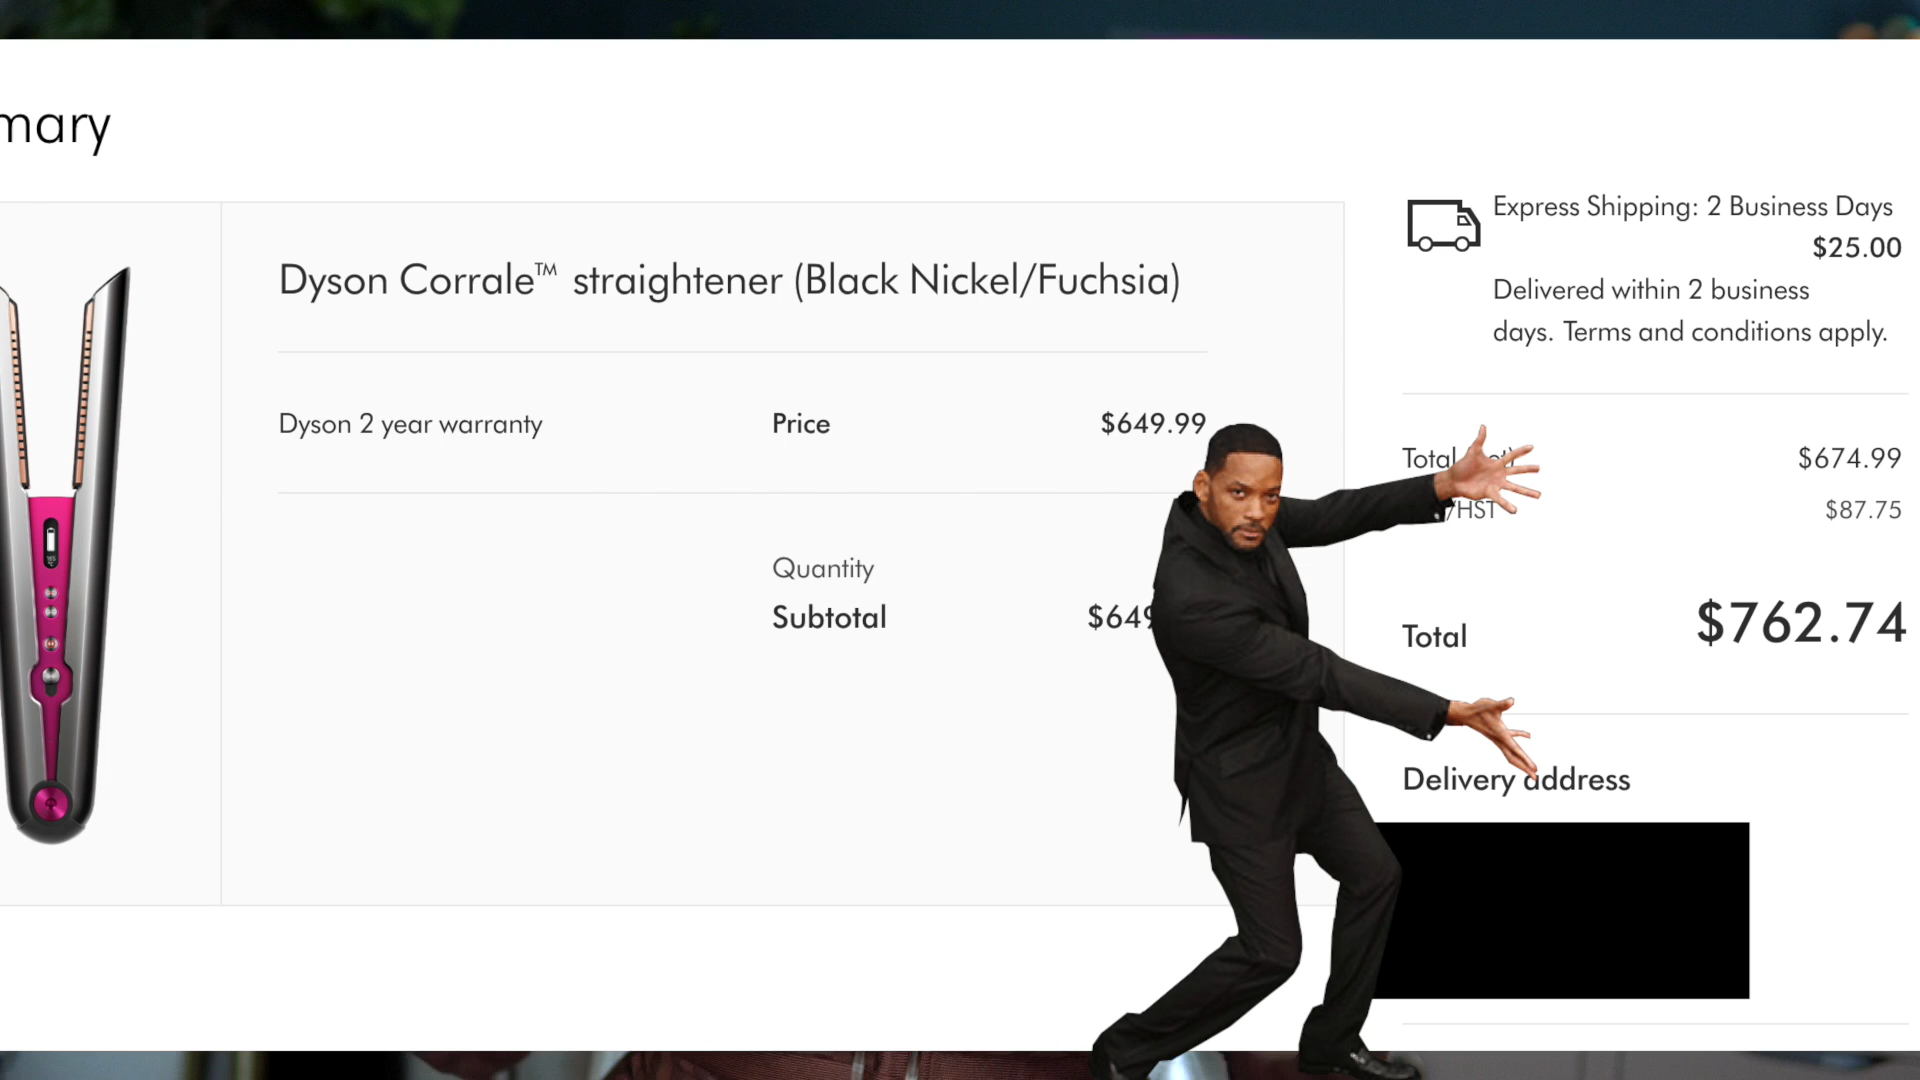 mary
Dyson Corrale™ straightener (Black Nickel/Fuchsia)
Dyson 2 year warranty Price $649.99
Quantity
Subtotal $649
Express Shipping: 2 Business Days
$25.00
Delivered within 2 business
days. Terms and conditions apply.
Total $674.99
/HST $87.75
Total $762.74
Delivery address